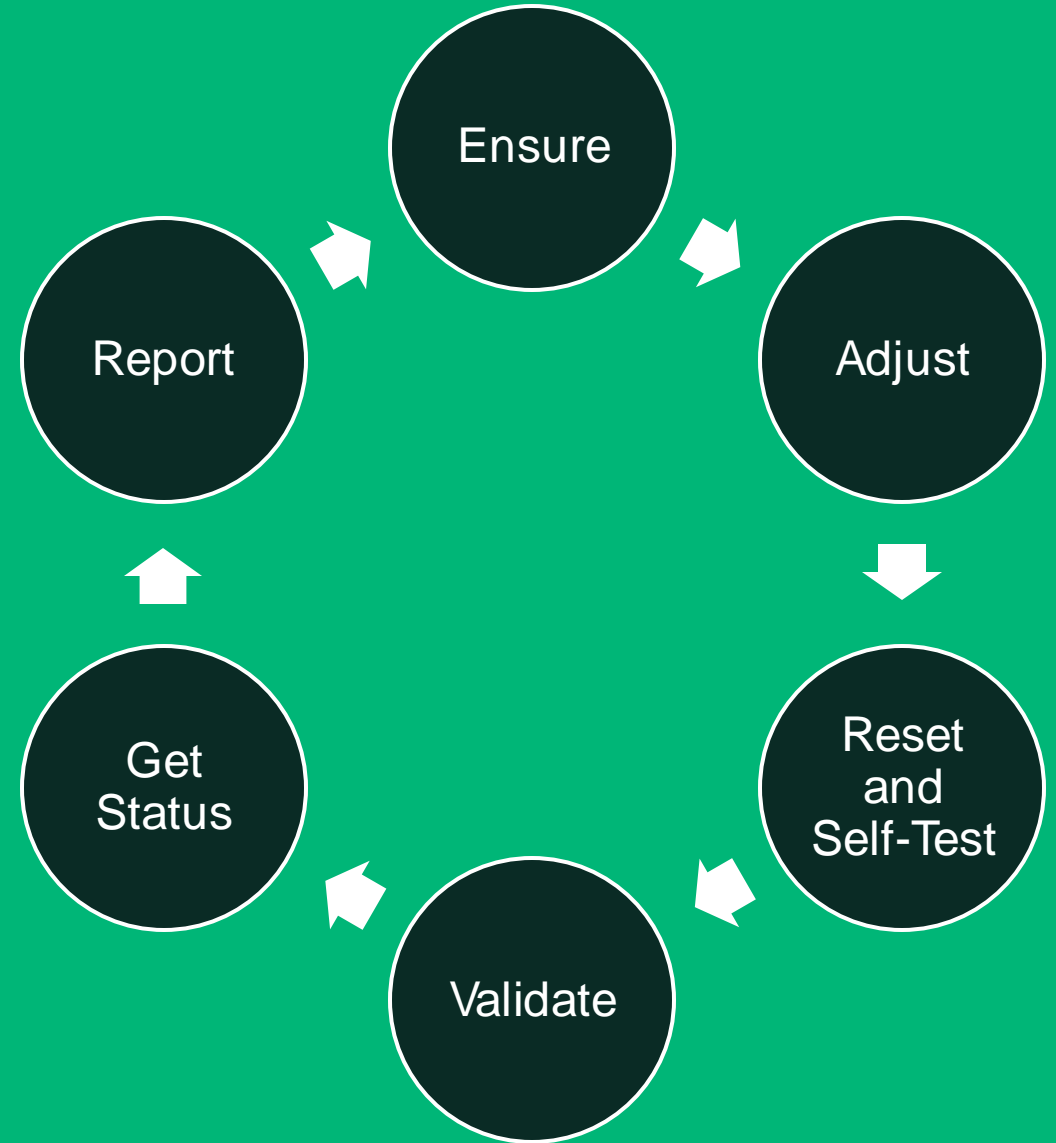 Ensure
Adjust
Reset
and
Self-Test
Validate
Get
Status
Report